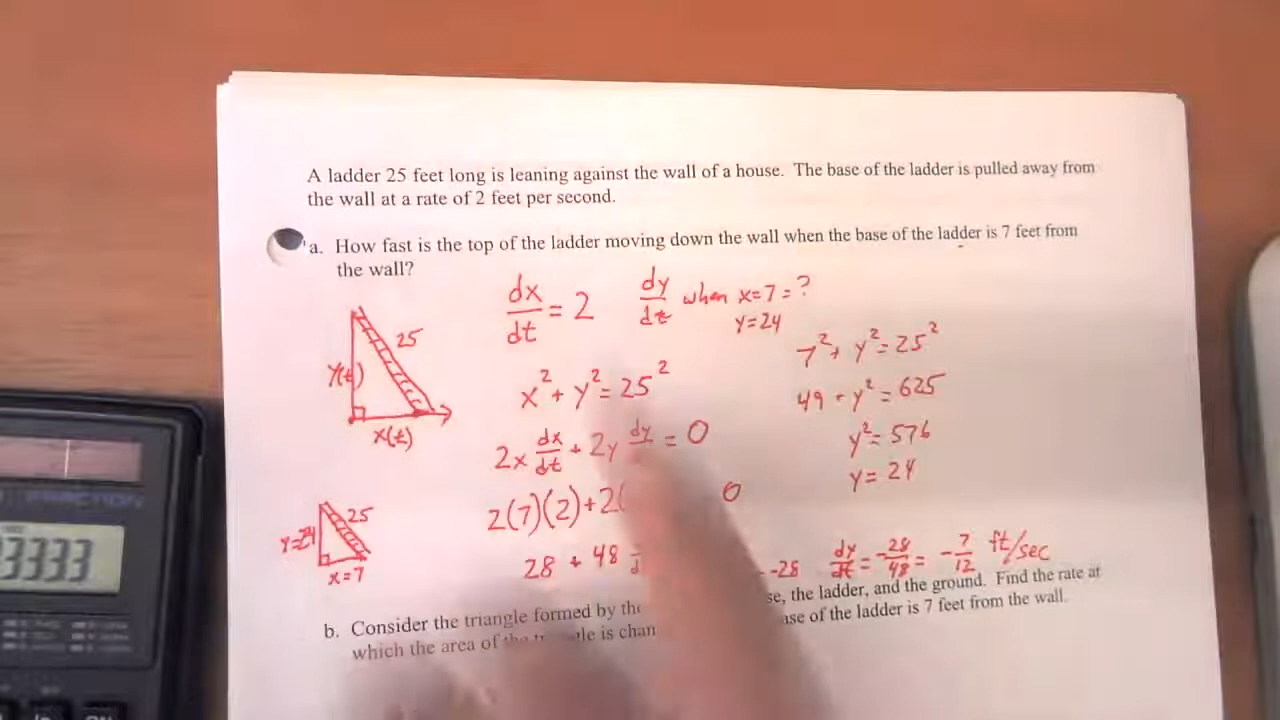 A ladder 25 feet long is leaning against the wall of a house. The base of the ladder is pulled away from
the wall at a rate of 2 feet per second.
a. How fast is the top of the ladder moving down the wall when the base of the ladder is 7 feet from
the wall?
dx/dt = 2 dy/dt when x=7 = ?
y=24
25
y(t)
x(t)
x² + y² = 25²
2x dx/dt + 2y dy = 0
2(7)(2)+2( 0
28 + 48
7² + y² = 25²
49 + y² = 625
y² = 576
y = 24
y=24
25
x=7
-28 dy/dt = -28/48 = -7/12 ft/sec
b. Consider the triangle formed by the se, the ladder, and the ground. Find the rate at
which the area of the is chan ase of the ladder is 7 feet from the wall.
3333